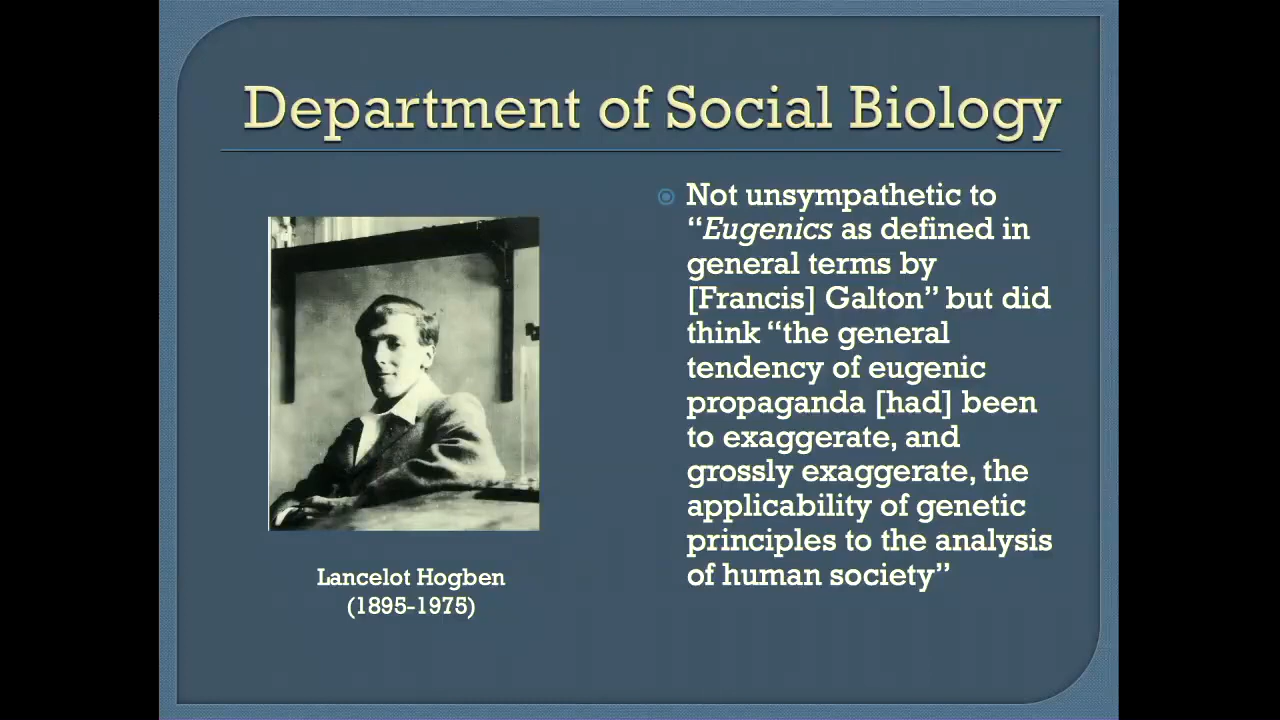 Department of Social Biology
Not unsympathetic to
“Eugenics as defined in
general terms by
[Francis] Galton” but did
think “the general
tendency of eugenic
propaganda [had] been
to exaggerate, and
grossly exaggerate, the
applicability of genetic
principles to the analysis
of human society”
Lancelot Hogben
(1895-1975)